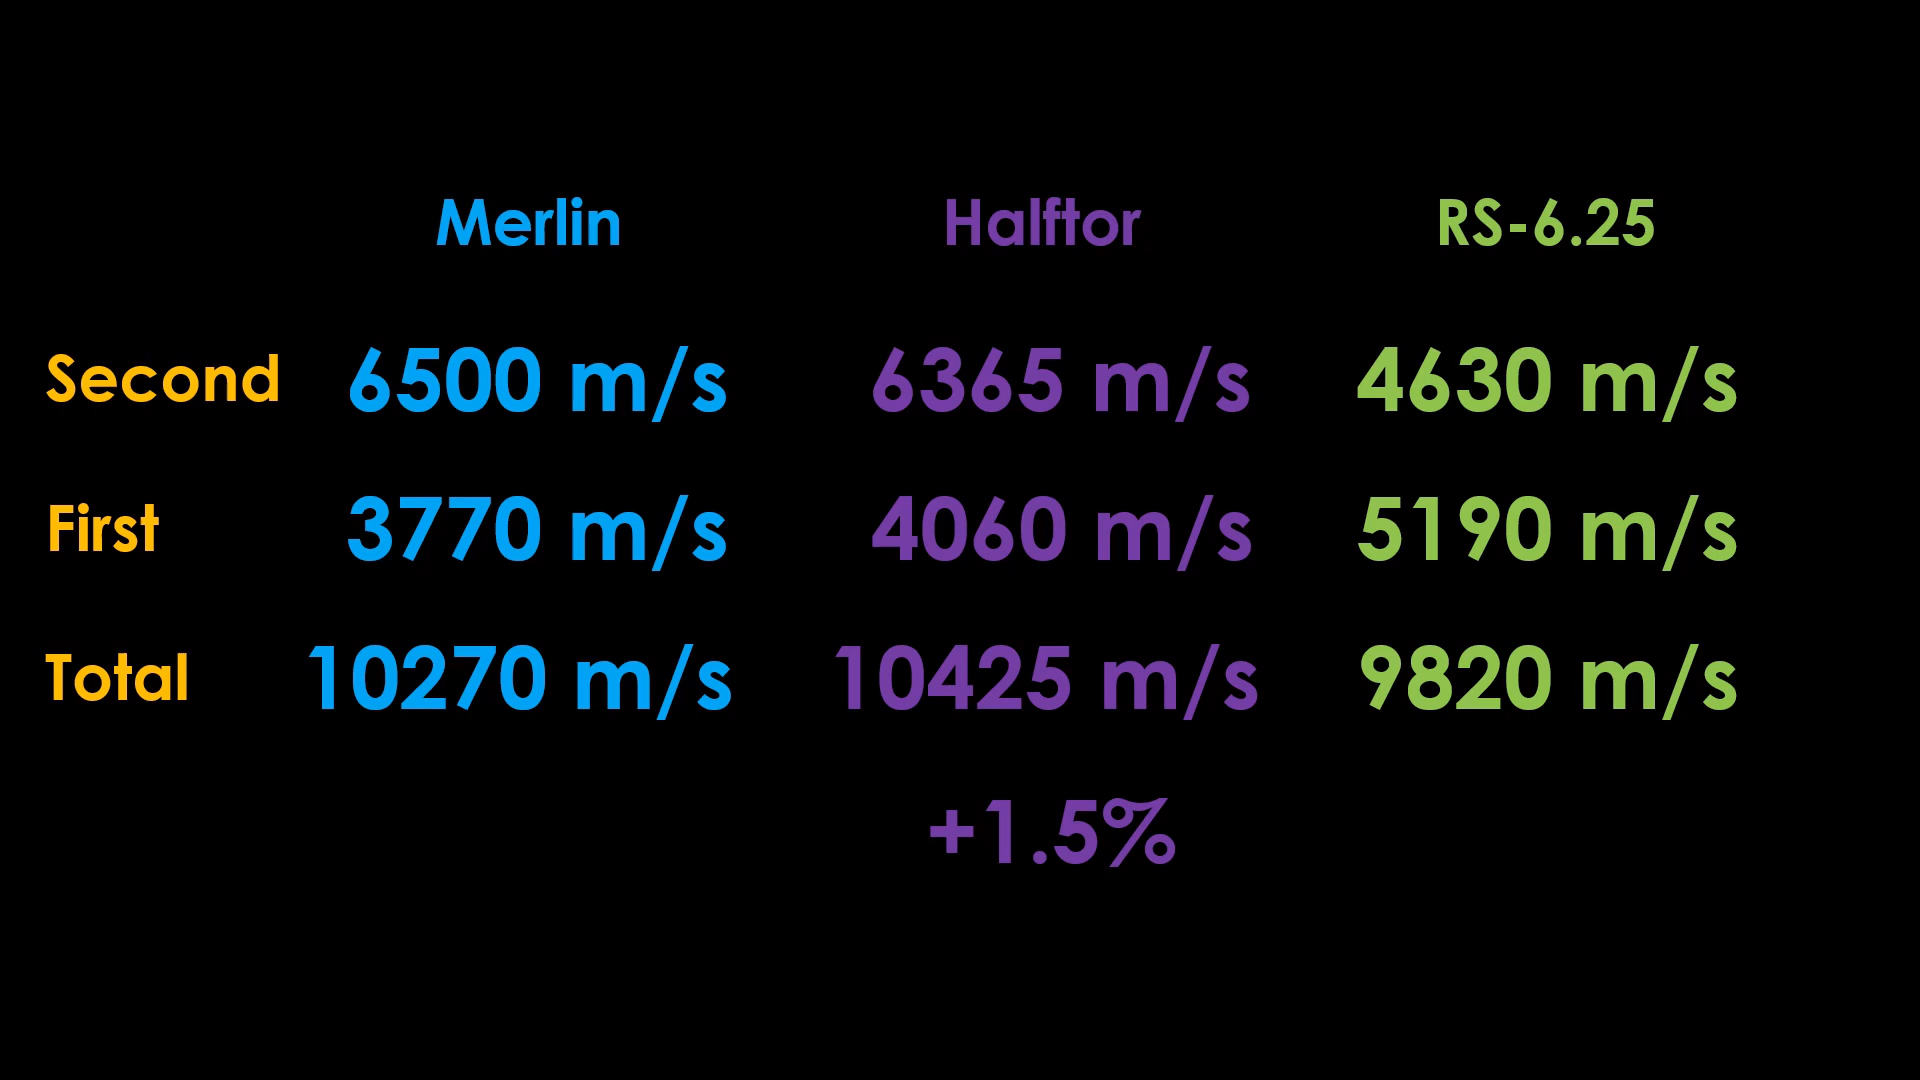 Merlin Halftor RS-6.25
Second 6500 m/s 6365 m/s 4630 m/s
First 3770 m/s 4060 m/s 5190 m/s
Total 10270 m/s 10425 m/s 9820 m/s
+1.5%